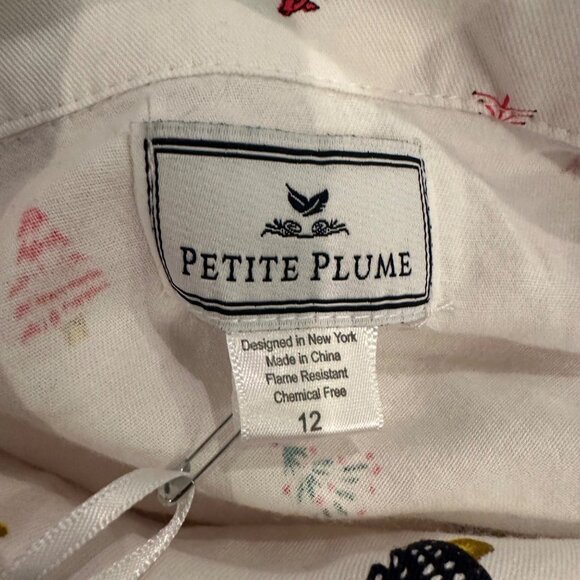 PETITE PLUME
Designed in New York
Made in China
Flame Resistant
Chemical Free
12